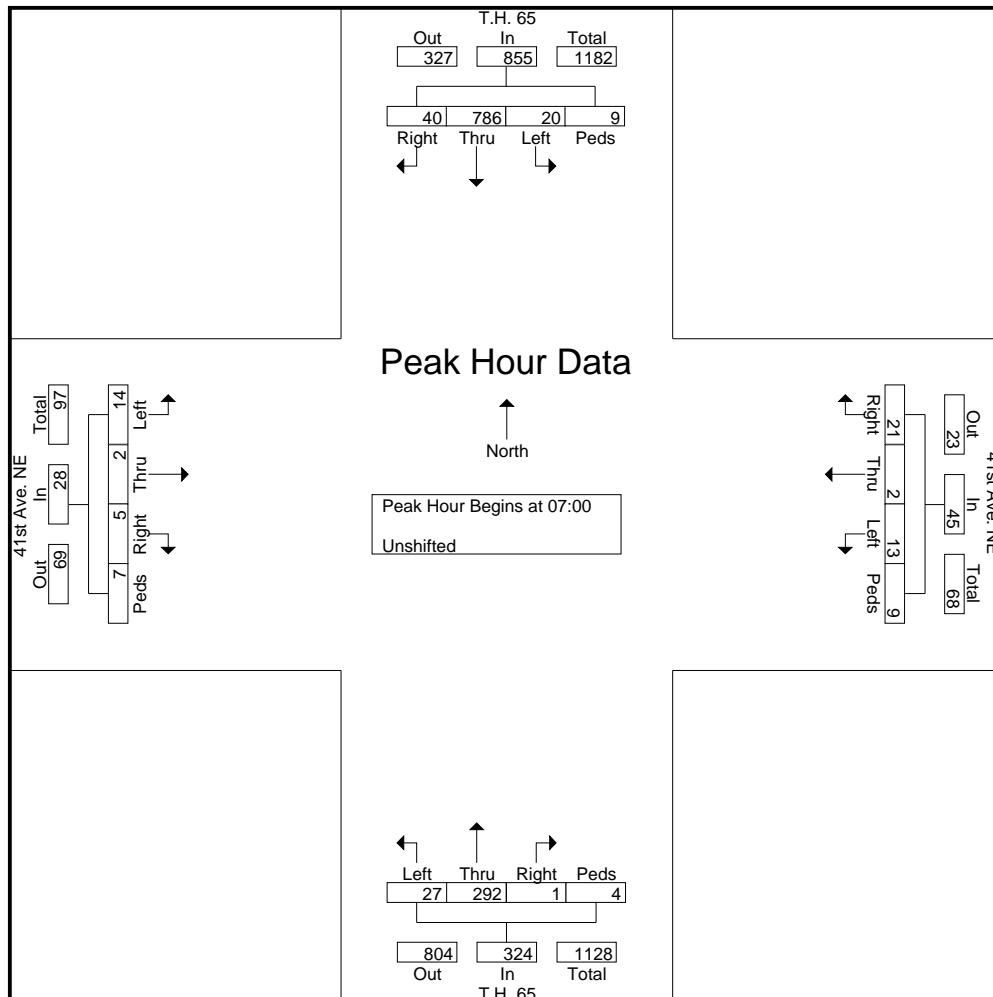 T.H. 65
Out In Total
327 855 1182
40 786 20 9
Right Thru Left Peds
Peak Hour Data
North
Peak Hour Begins at 07:00
Unshifted
41st Ave. NE
Total In Out
97 28 69
14 2 5 7
Left Thru Right Peds
Right Thru Left Peds
21 2 13 9
Out In Total
23 45 68
41st Ave. NE
Left Thru Right Peds
27 292 1 4
804 324 1128
Out In Total
T.H. 65